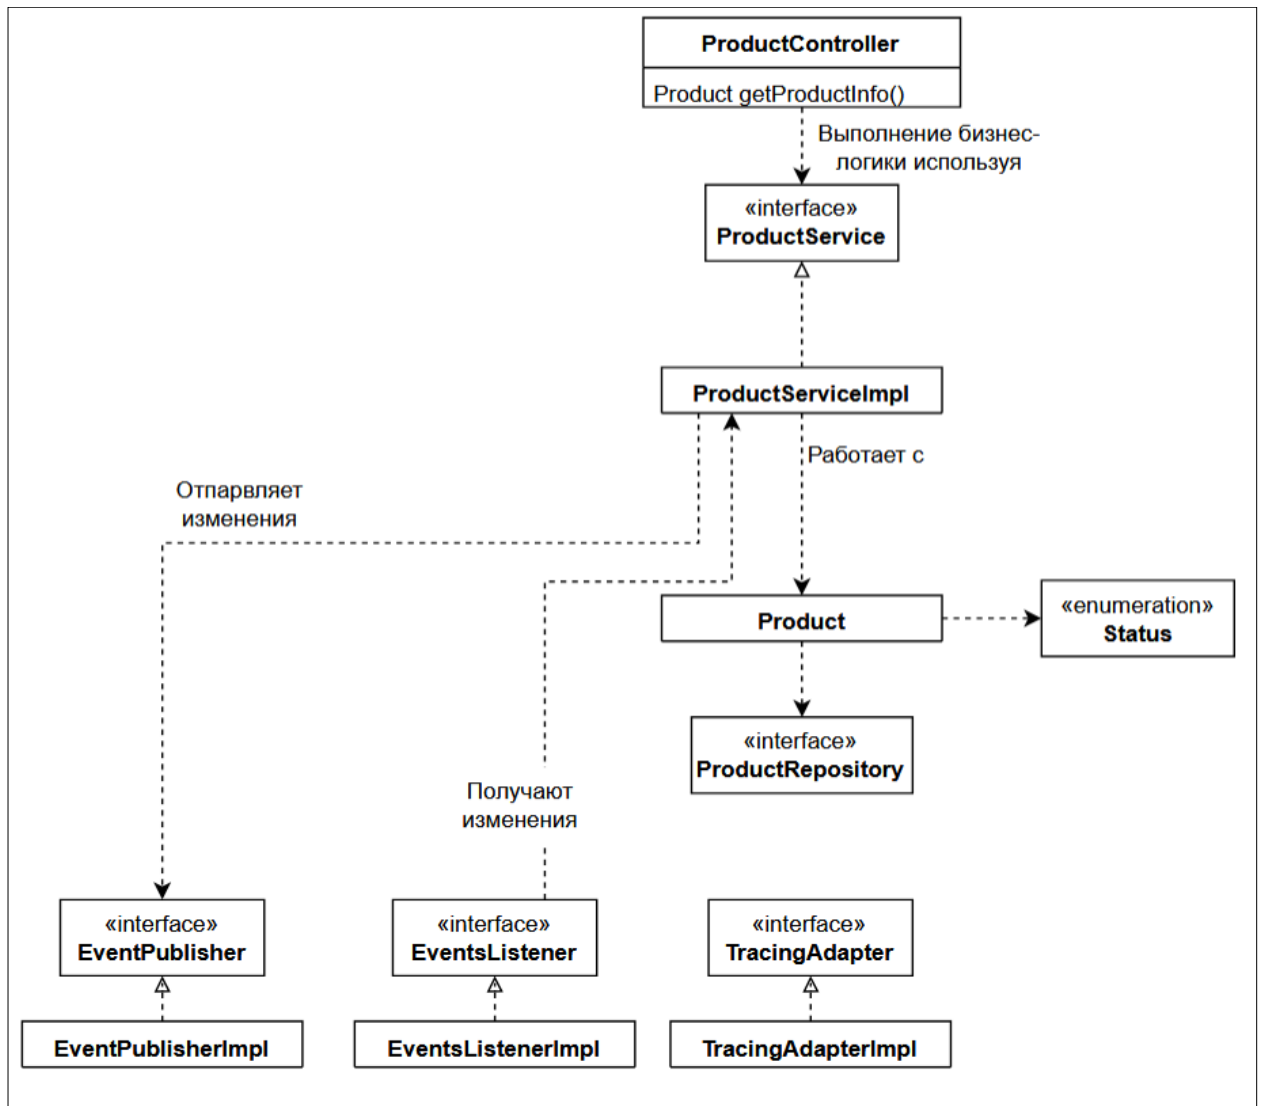 ProductController
Product getProductInfo()
Выполнение бизнес-
логики используя
«interface»
ProductService
ProductServiceImpl
Работает с
Отпарвляет
изменения
Product
«enumeration»
Status
«interface»
ProductRepository
Получают
изменения
«interface»
EventPublisher
«interface»
EventsListener
«interface»
TracingAdapter
EventPublisherImpl
EventsListenerImpl
TracingAdapterImpl